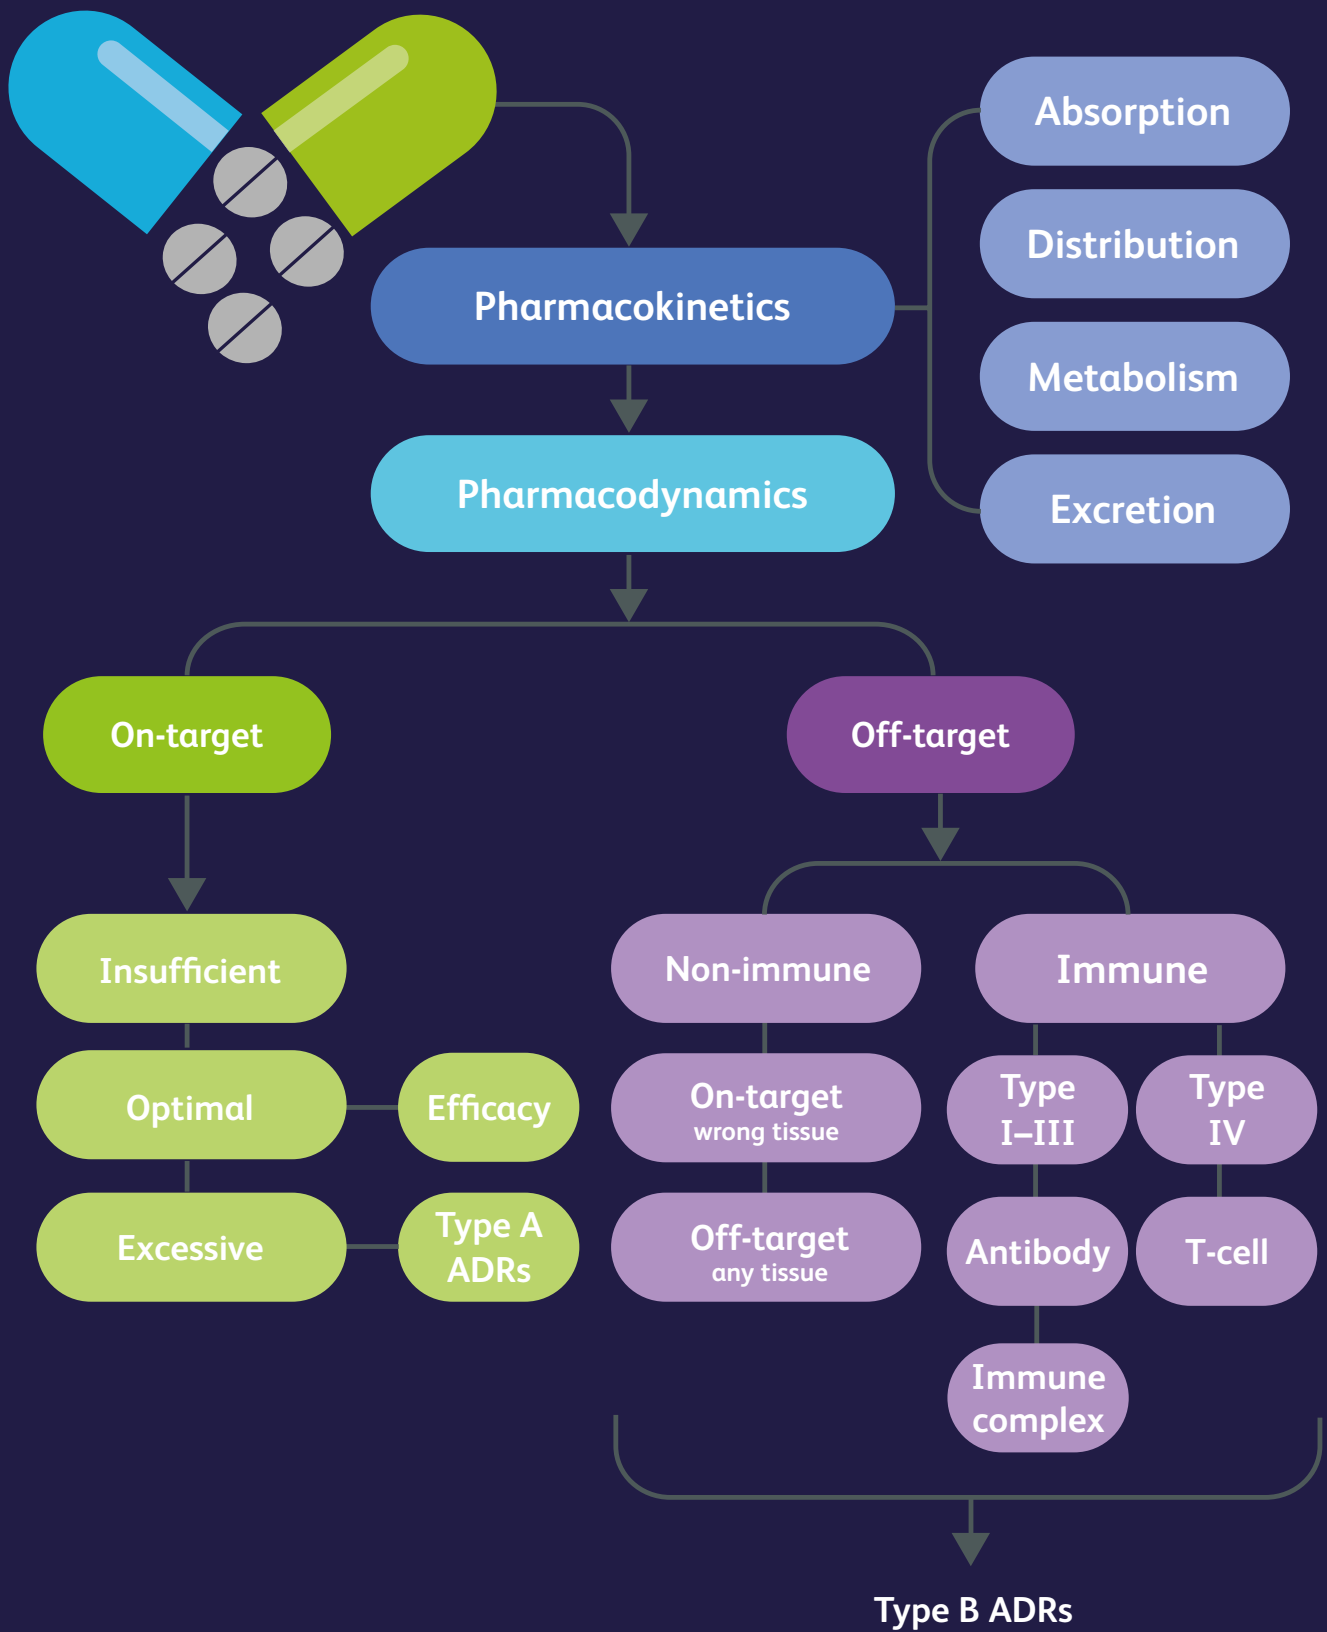 Absorption
Distribution
Pharmacokinetics
Metabolism
Pharmacodynamics
Excretion
On-target
Off-target
Insufficient
Non-immune
Immune
Optimal
Efficacy
On-target
wrong tissue
Type
I–III
Type
IV
Excessive
Type A
ADRs
Off-target
any tissue
Antibody
T-cell
Immune
complex
Type B ADRs